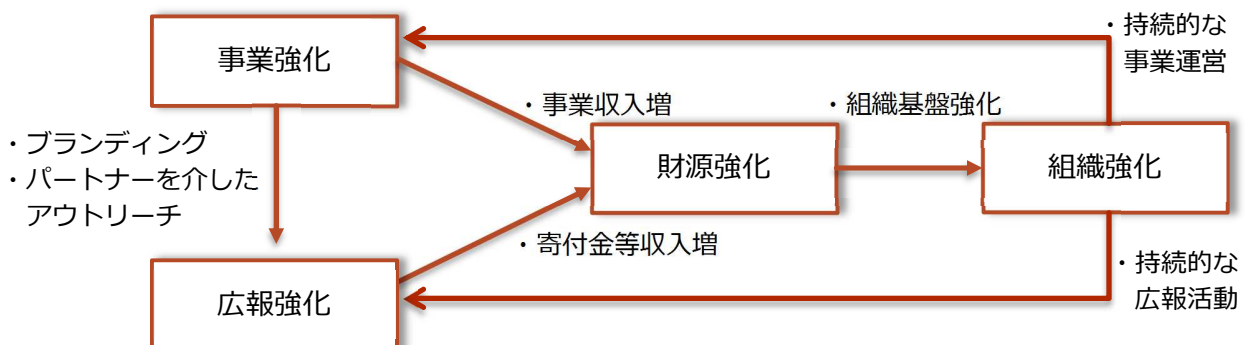 事業強化
・持続的な
事業運営
・事業収入増
・組織基盤強化
・ブランディング
・パートナーを介した
アウトリーチ
財源強化
組織強化
・寄付金等収入増
広報強化
・持続的な
広報活動